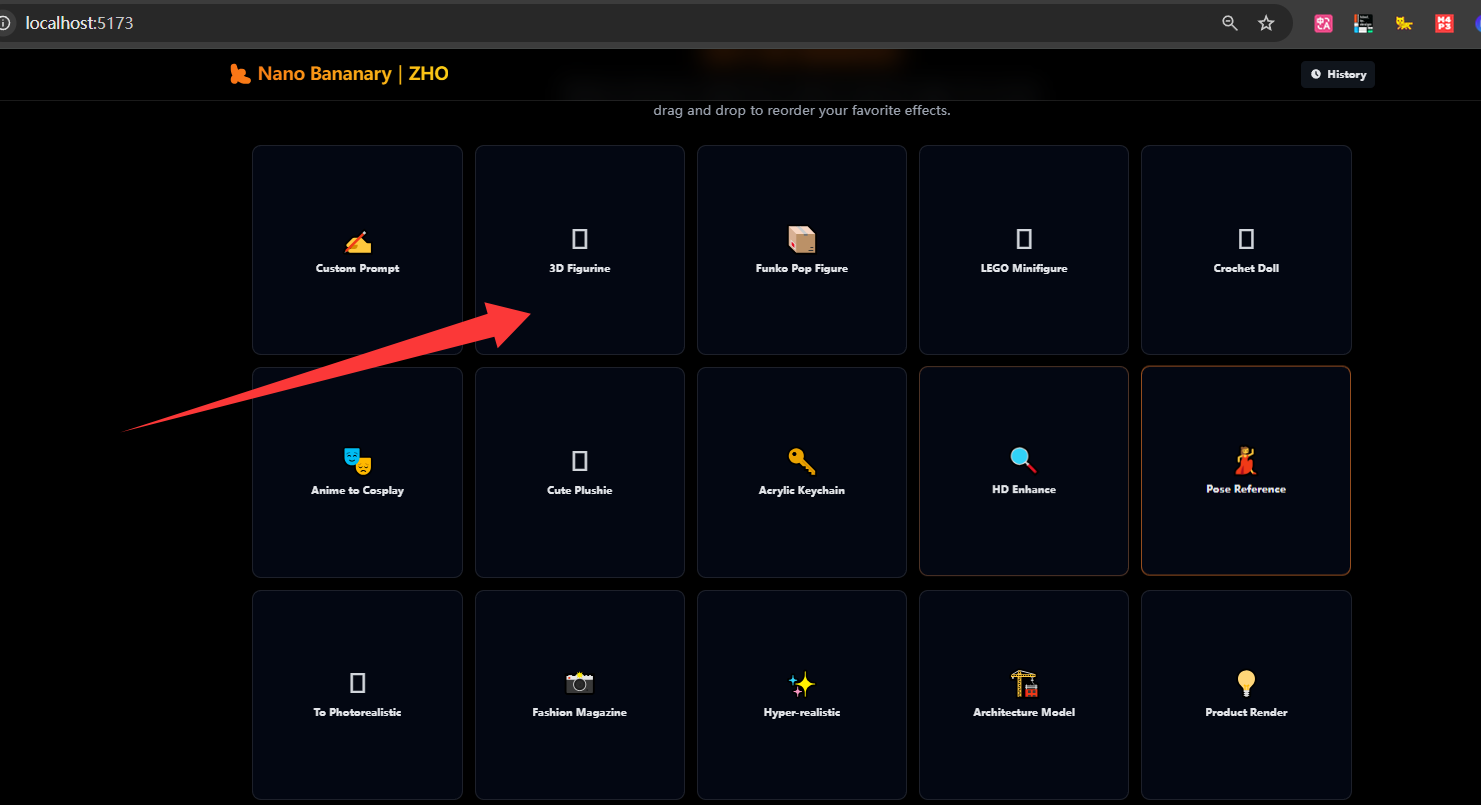 localhost:5173
Nano Bananary | ZHO
History
drag and drop to reorder your favorite effects.
Custom Prompt
3D Figurine
Funko Pop Figure
LEGO Minifigure
Crochet Doll
Anime to Cosplay
Cute Plushie
Acrylic Keychain
HD Enhance
Pose Reference
To Photorealistic
Fashion Magazine
Hyper-realistic
Architecture Model
Product Render